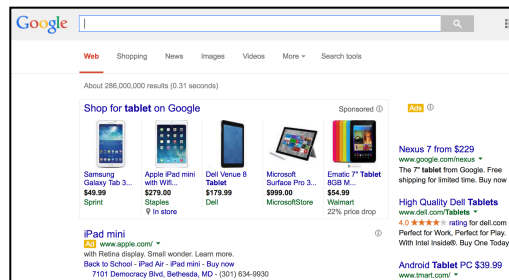 Google
Web Shopping News Images Videos More Search tools
About 286,000,000 results (0.31 seconds)
Shop for tablet on Google
Sponsored
Samsung Galaxy Tab 3...
$49.99
Sprint
Apple iPad mini with Wifi...
$279.00
Staples
In store
Dell Venue 8 Tablet
$179.99
Dell
Microsoft Surface Pro 3...
$999.00
MicrosoftStore
Ematic 7" Tablet 8GB M...
$54.99
Walmart
22% price drop
iPad mini
Ad www.apple.com/
with Retina display. Small wonder. Learn more.
Back to School - iPad Air - iPad mini - Buy now
7101 Democracy Blvd, Bethesda, MD - (301) 634-9930
Ads
Nexus 7 from $229
www.google.com/nexus
The 7" tablet from Google. Free
shipping for limited time. Buy now
High Quality Dell Tablets
www.dell.com/Tablets
4.0 ★★★★★ rating for dell.com
Perfect for Work, Perfect for Play.
With Intel Inside®. Buy One Today
Android Tablet PC $39.99
www.tmart.com/